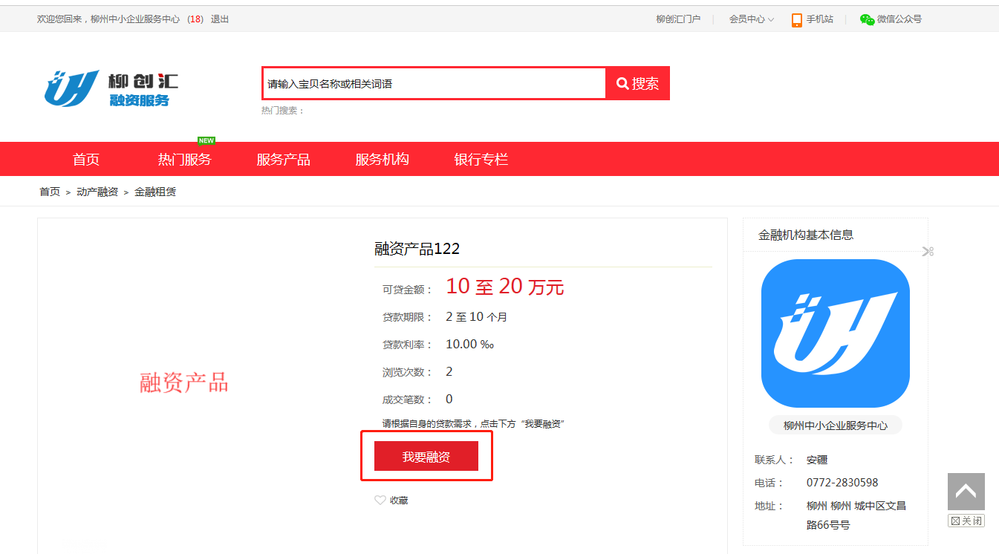 欢迎您回来，柳州中小企业服务中心 (18) 退出
柳创汇门户 会员中心 手机站 微信公众号
柳创汇
融资服务
请输入宝贝名称或相关词语 搜索
热门搜索：
NEW
首页 热门服务 服务产品 服务机构 银行专栏
首页 > 动产融资 > 金融租赁
融资产品
融资产品122
可贷金额： 10 至 20 万元
贷款期限： 2 至 10 个月
贷款利率： 10.00 ‰
浏览次数： 2
成交笔数： 0
请根据自身的贷款需求，点击下方“我要融资”
我要融资
收藏
金融机构基本信息
柳州中小企业服务中心
联系人： 安疆
电话： 0772-2830598
地址： 柳州 柳州 城中区文昌
路66号号
关闭